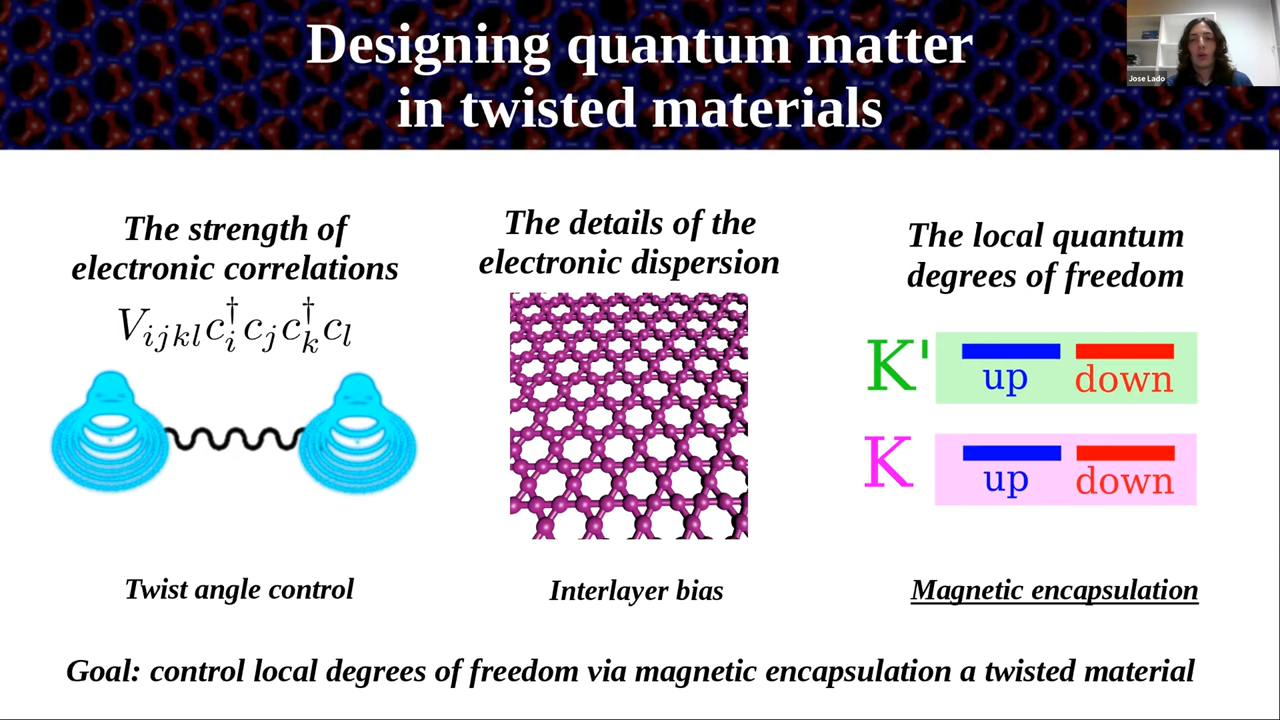 Designing quantum matter
in twisted materials
Jose Lado
The strength of
electronic correlations
V_{ijkl}c_i^†c_jc_k^†c_l
The details of the
electronic dispersion
The local quantum
degrees of freedom
K' up down
K up down
Twist angle control
Interlayer bias
Magnetic encapsulation
Goal: control local degrees of freedom via magnetic encapsulation a twisted material